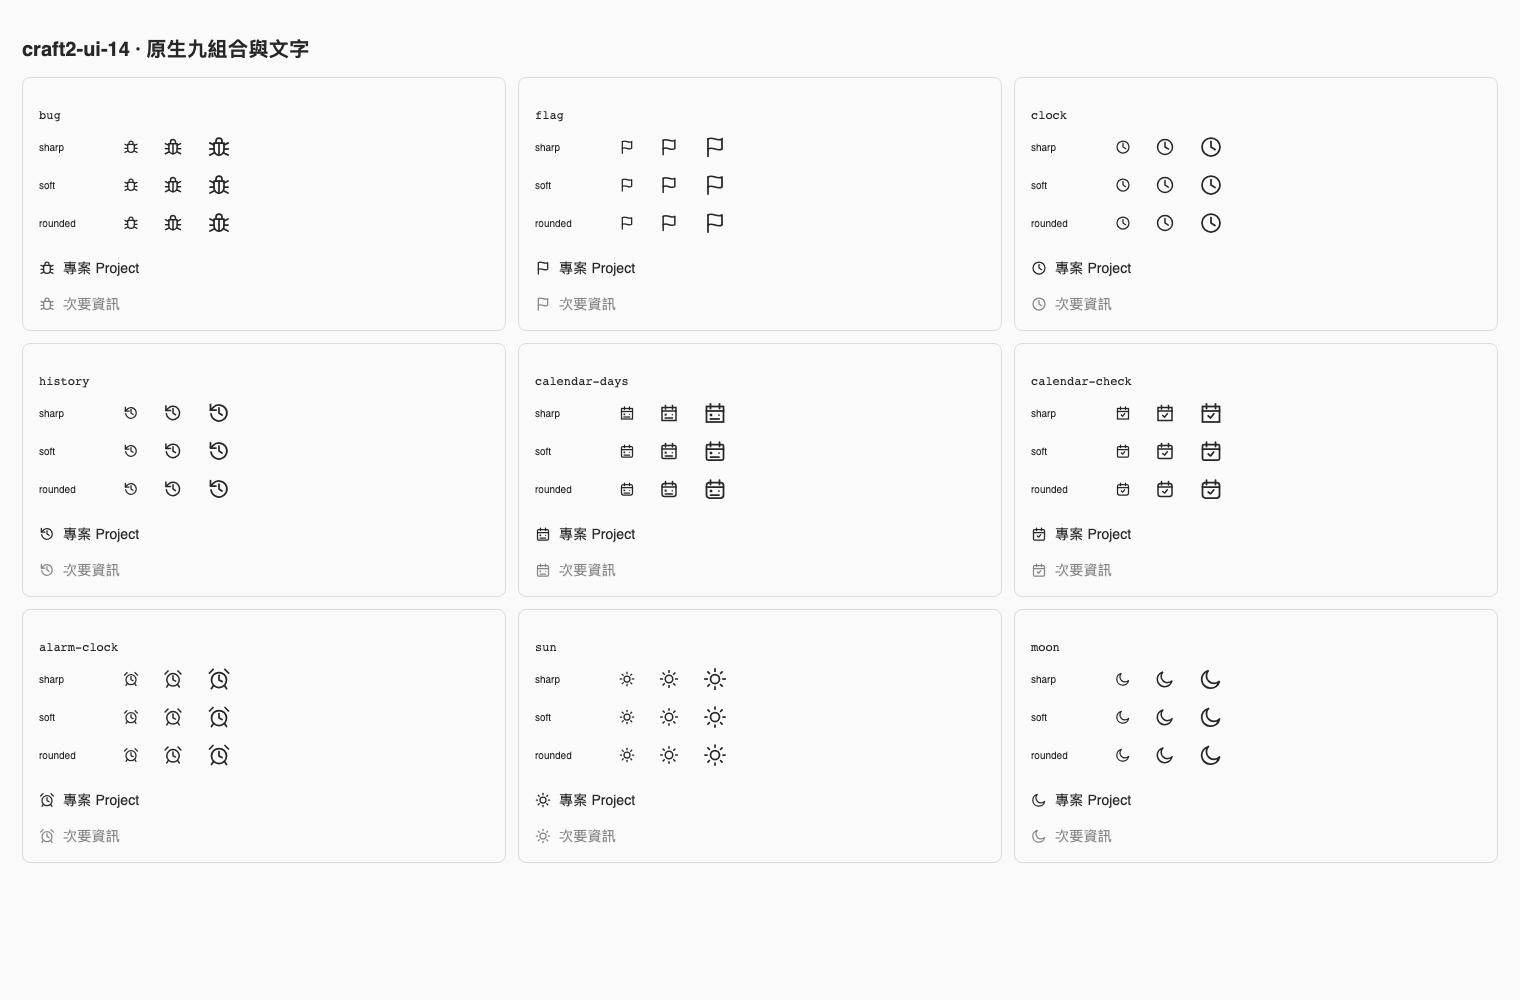 craft2-ui-14 · 原生九組合與文字
bug
sharp
soft
rounded
專案 Project
次要資訊
flag
sharp
soft
rounded
專案 Project
次要資訊
clock
sharp
soft
rounded
專案 Project
次要資訊
history
sharp
soft
rounded
專案 Project
次要資訊
calendar-days
sharp
soft
rounded
專案 Project
次要資訊
calendar-check
sharp
soft
rounded
專案 Project
次要資訊
alarm-clock
sharp
soft
rounded
專案 Project
次要資訊
sun
sharp
soft
rounded
專案 Project
次要資訊
moon
sharp
soft
rounded
專案 Project
次要資訊